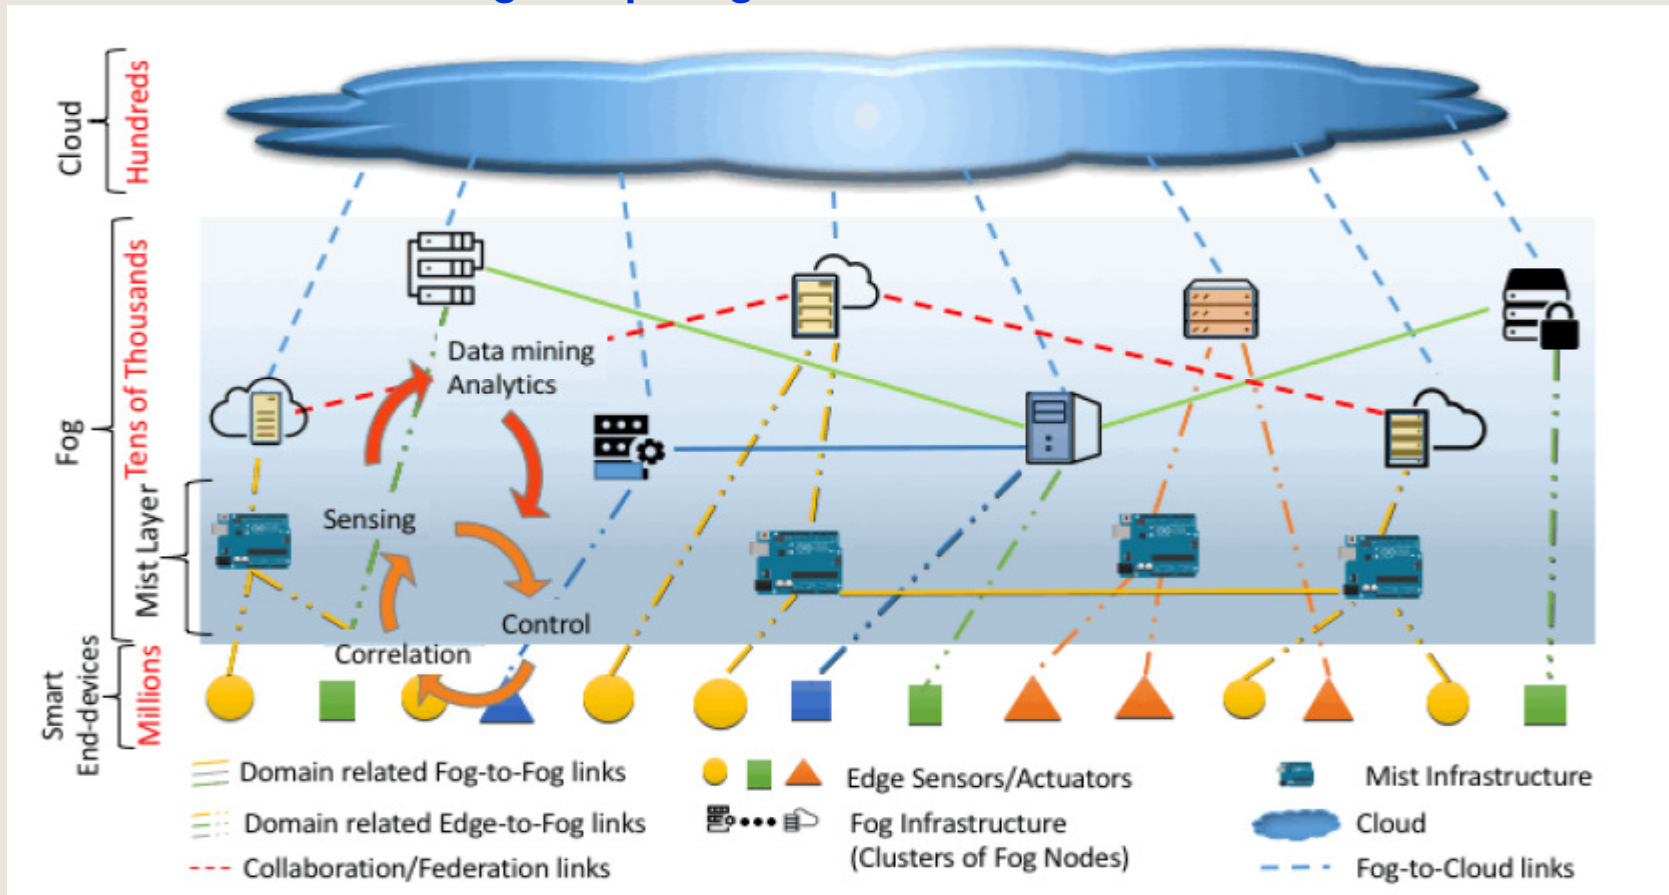 Cloud
Hundreds
Fog
Tens of Thousands
Mist Layer
Smart
End-devices
Millions
Data mining
Analytics
Sensing
Control
Correlation
Domain related Fog-to-Fog links
Domain related Edge-to-Fog links
Collaboration/Federation links
Edge Sensors/Actuators
Fog Infrastructure
(Clusters of Fog Nodes)
Mist Infrastructure
Cloud
Fog-to-Cloud links